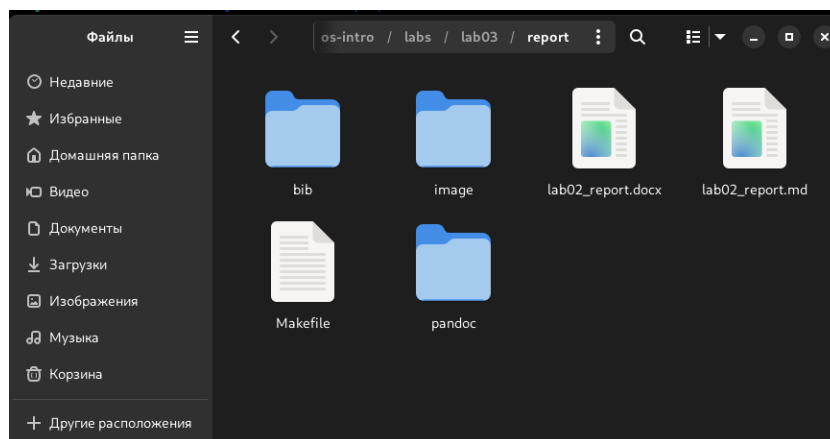 Файлы
os-intro / labs / lab03 / report
Недавние
Избранные
Домашняя папка
Видео
Документы
Загрузки
Изображения
Музыка
Корзина
Другие расположения
bib
image
lab02_report.docx
lab02_report.md
Makefile
pandoc